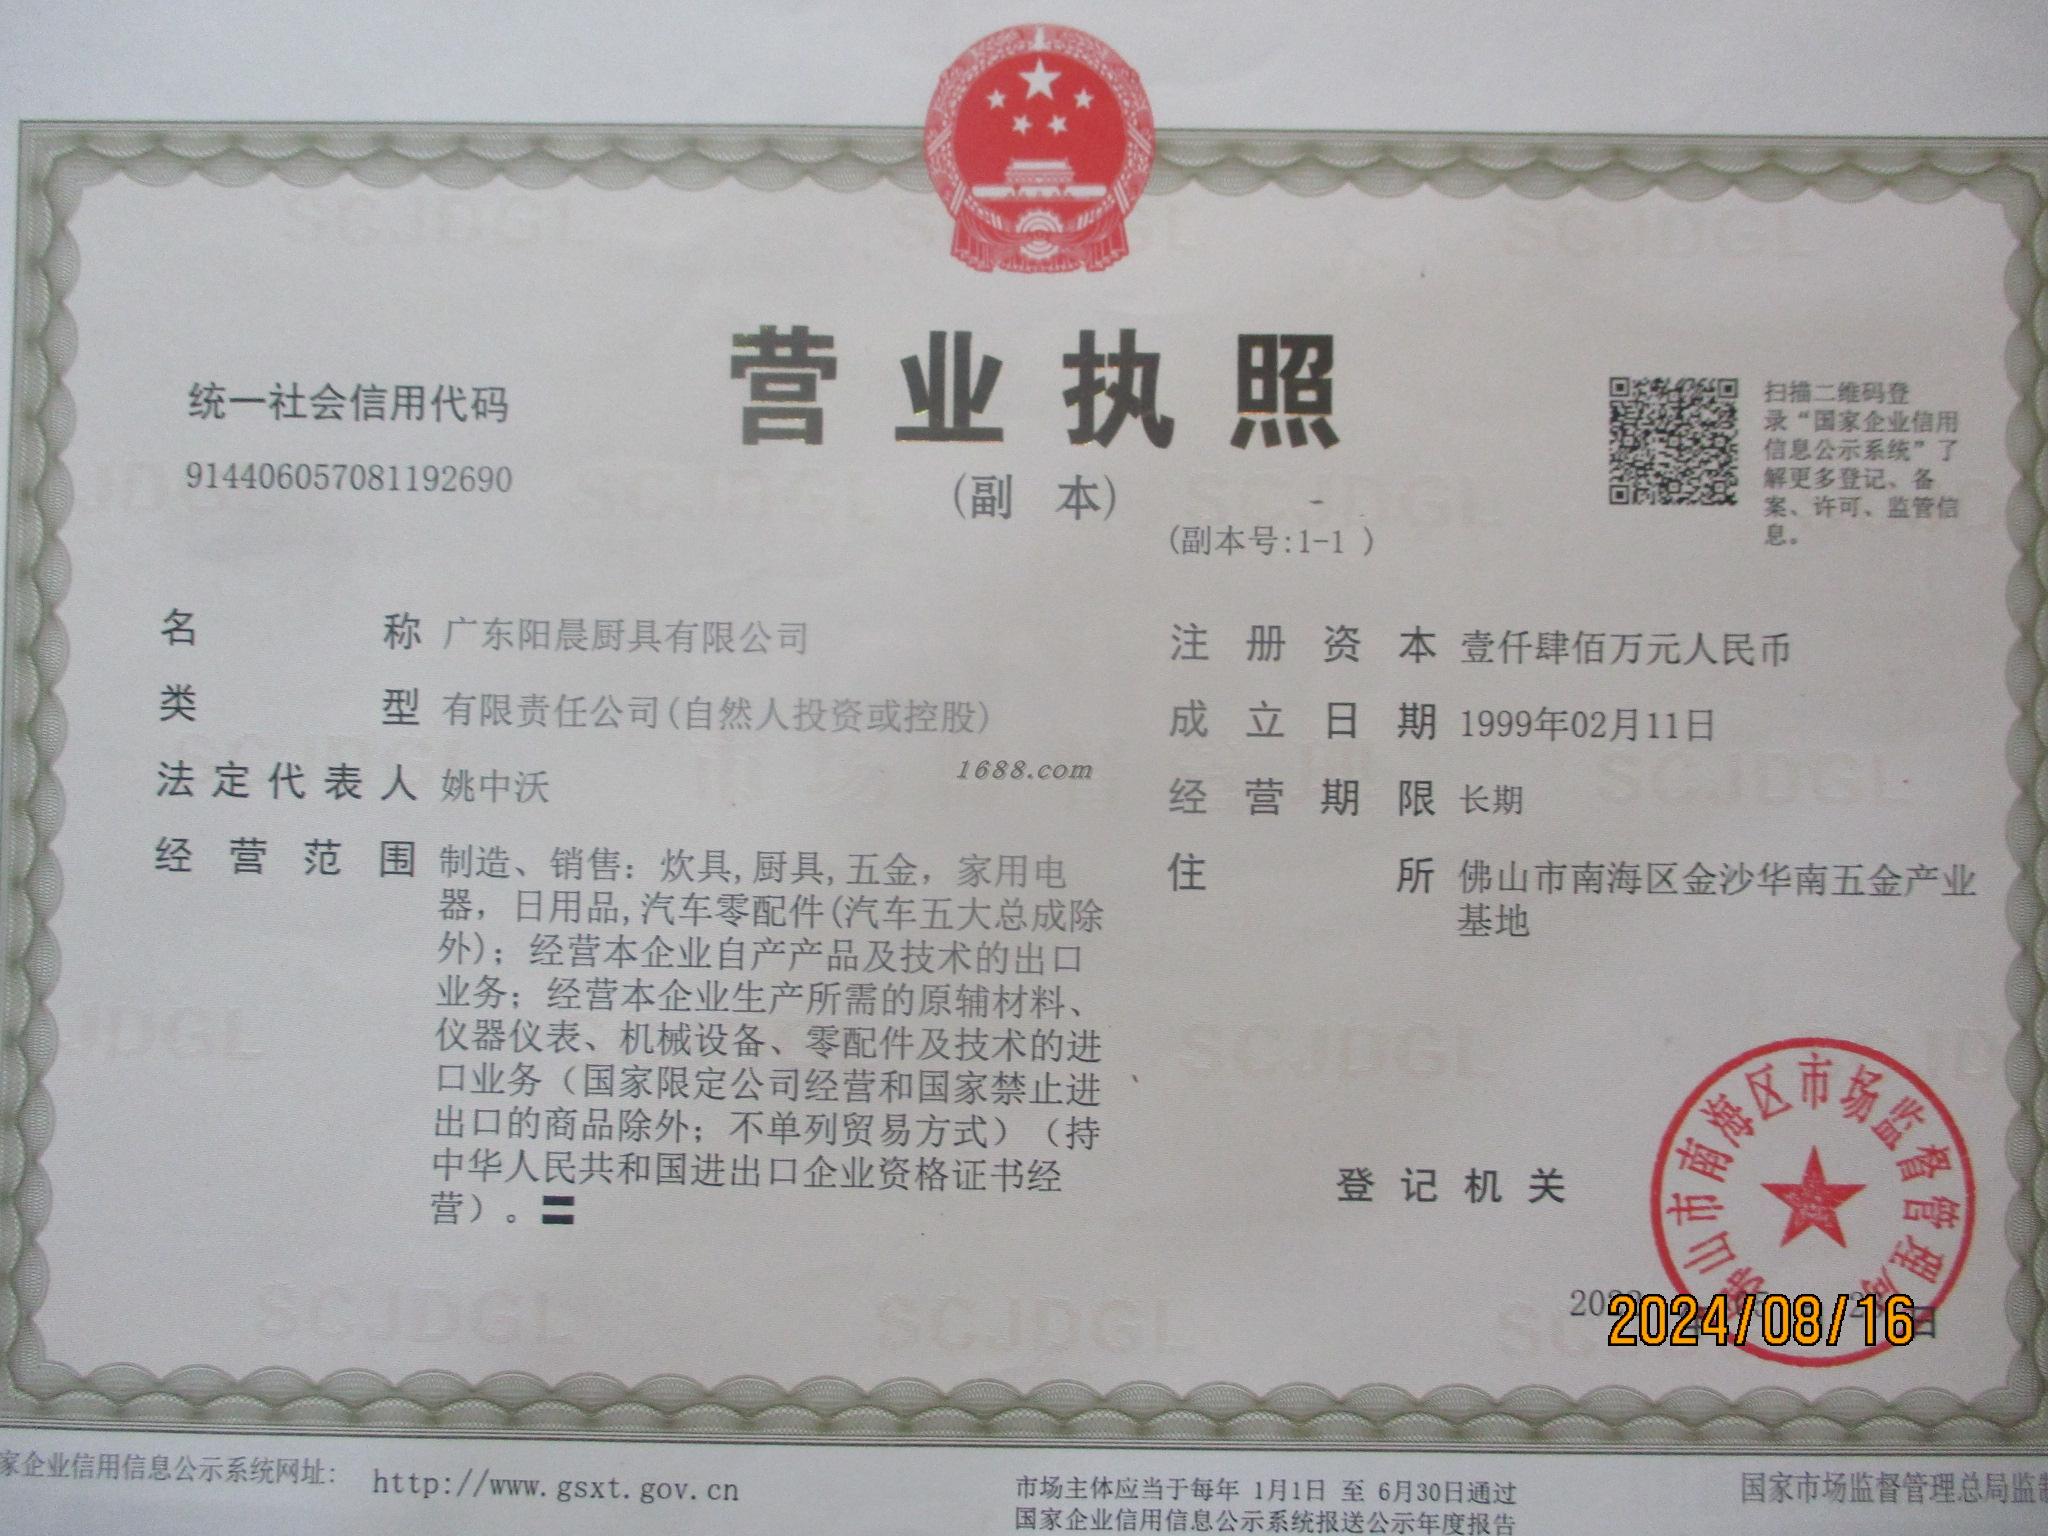 营业执照
(副 本)
(副本号:1-1 )
统一社会信用代码
914406057081192690
扫描二维码登
录“国家企业信用
信息公示系统”了
解更多登记、备
案、许可、监管信
息。
名 称 广东阳晨厨具有限公司
类 型 有限责任公司(自然人投资或控股)
法定代表人 姚中沃
经营范围 制造、销售：炊具,厨具,五金，家用电
器，日用品,汽车零配件(汽车五大总成除
外)；经营本企业自产产品及技术的出口
业务；经营本企业生产所需的原辅材料、
仪器仪表、机械设备、零配件及技术的进
口业务（国家限定公司经营和国家禁止进
出口的商品除外；不单列贸易方式）（持
中华人民共和国进出口企业资格证书经
营）。
1688.com
注册资本 壹仟肆佰万元人民币
成立日期 1999年02月11日
经营期限 长期
住 所 佛山市南海区金沙华南五金产业
基地
登记机关
佛山市南海区市场监督管理局
日
2024/08/16
家企业信用信息公示系统网址:
http://www.gsxt.gov.cn
市场主体应当于每年 1月1日 至 6月30日通过
国家企业信用信息公示系统报送公示年度报告
国家市场监督管理总局监制
SCJDGL